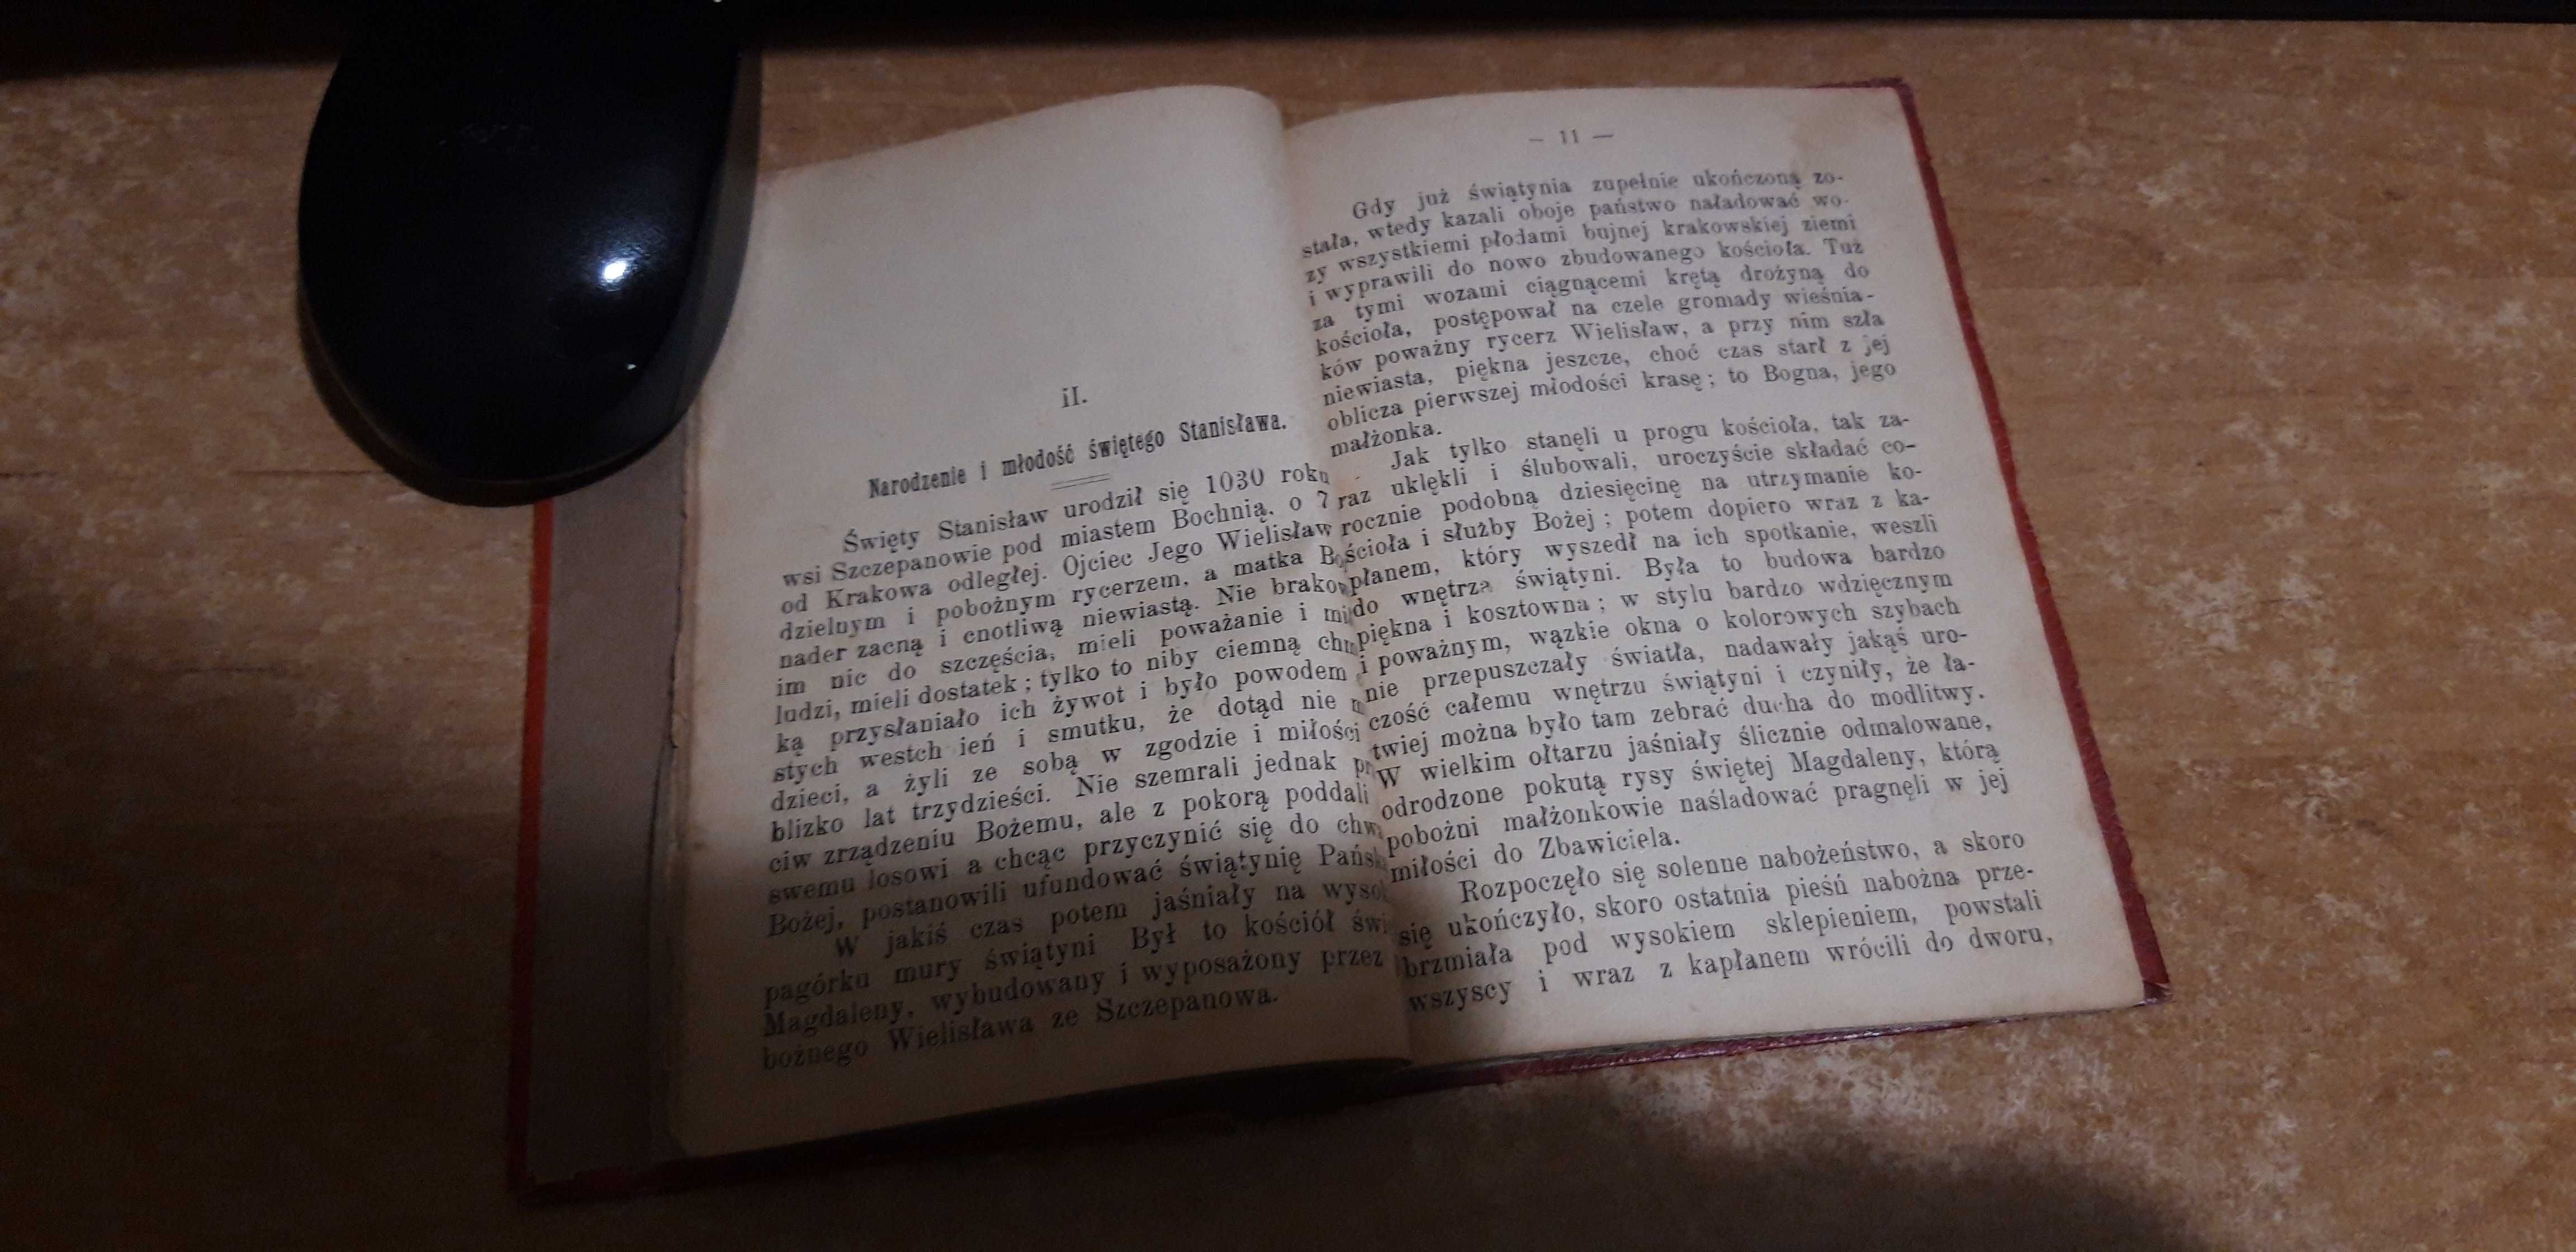 iI.
Narodzenie i młodość świętego Stanisława.
Święty Stanisław urodził się 1030 roku
wsi Szczepanowie pod miastem Bochnią. o 7
od Krakowa odległej. Ojciec Jego Wielisław
dzielnym i pobożnym rycerzem, a matka
nader zacną i cnotliwą niewiastą. Nie
im nic do szczęścia, mieli poważanie i
ludzi, mieli dostatek; tylko to niby ciemną
ką przysłaniało ich żywot i było powodem
stych westch ień i smutku, że dotąd nie
dzieci, a żyli ze sobą w zgodzie i miłości
blizko lat trzydzieści. Nie szemrali jednak
ciw zrządzeniu Bożemu, ale z pokorą poddali
swemu losowi a chcąc przyczynić się do
Bożej, postanowili ufundować świątynię
W jakiś czas potem jaśniały na
pagórku mury świątyni Był to kościół
Magdaleny, wybudowany i wyposażony przez
bożnego Wielisława ze Szczepanowa.
— 11 —
Gdy już świątynia zupełnie ukończoną zo-
stała, wtedy kazali oboje państwo naładować wo-
zy wszystkiemi płodami bujnej krakowskiej ziemi
i wyprawili do nowo zbudowanego kościoła. Tuż
za tymi wozami ciągnącemi krętą drożyną do
kościoła, postępował na czele gromady wieśnia-
ków poważny rycerz Wielisław, a przy nim szła
niewiasta, piękna jeszcze, choć czas starł z jej
oblicza pierwszej młodości krasę; to Bogna, jego
małżonka.
Jak tylko stanęli u progu kościoła, tak za-
raz uklękli i ślubowali, uroczyście składać co-
rocznie podobną dziesięcinę na utrzymanie ko-
ścioła i służby Bożej; potem dopiero wraz z ka-
płanem, który wyszedł na ich spotkanie, weszli
do wnętrza świątyni. Była to budowa bardzo
piękna i kosztowna; w stylu bardzo wdzięcznym
i poważnym, wązkie okna o kolorowych szybach
nie przepuszczały światła, nadawały jakąś uro-
czość całemu wnętrzu świątyni i czyniły, że ła-
twiej można było tam zebrać ducha do modlitwy.
W wielkim ołtarzu jaśniały ślicznie odmalowane,
odrodzone pokutą rysy świętej Magdaleny, którą
pobożni małżonkowie naśladować pragnęli w jej
miłości do Zbawiciela.
Rozpoczęło się solenne nabożeństwo, a skoro
się ukończyło, skoro ostatnia pieśń nabożna prze-
brzmiała pod wysokiem sklepieniem, powstali
wszyscy i wraz z kapłanem wrócili do dworu,